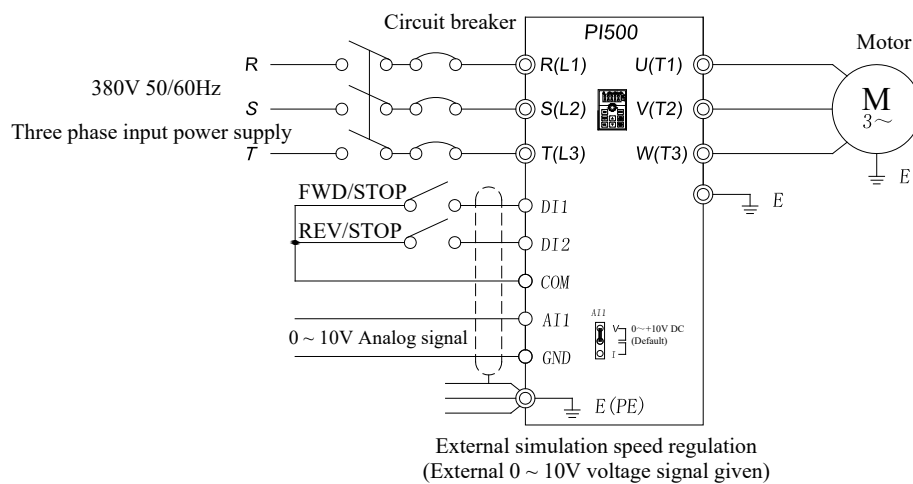 Circuit breaker
PI500
Motor
R
R(L1)
U(T1)
380V 50/60Hz
S
S(L2)
V(T2)
M
3~
Three phase input power supply
T
T(L3)
W(T3)
E
E
FWD/STOP
DI1
REV/STOP
DI2
COM
AI1
AI1
V
0~+10V DC
(Default)
I
0 ~ 10V Analog signal
GND
E(PE)
External simulation speed regulation
(External 0 ~ 10V voltage signal given)